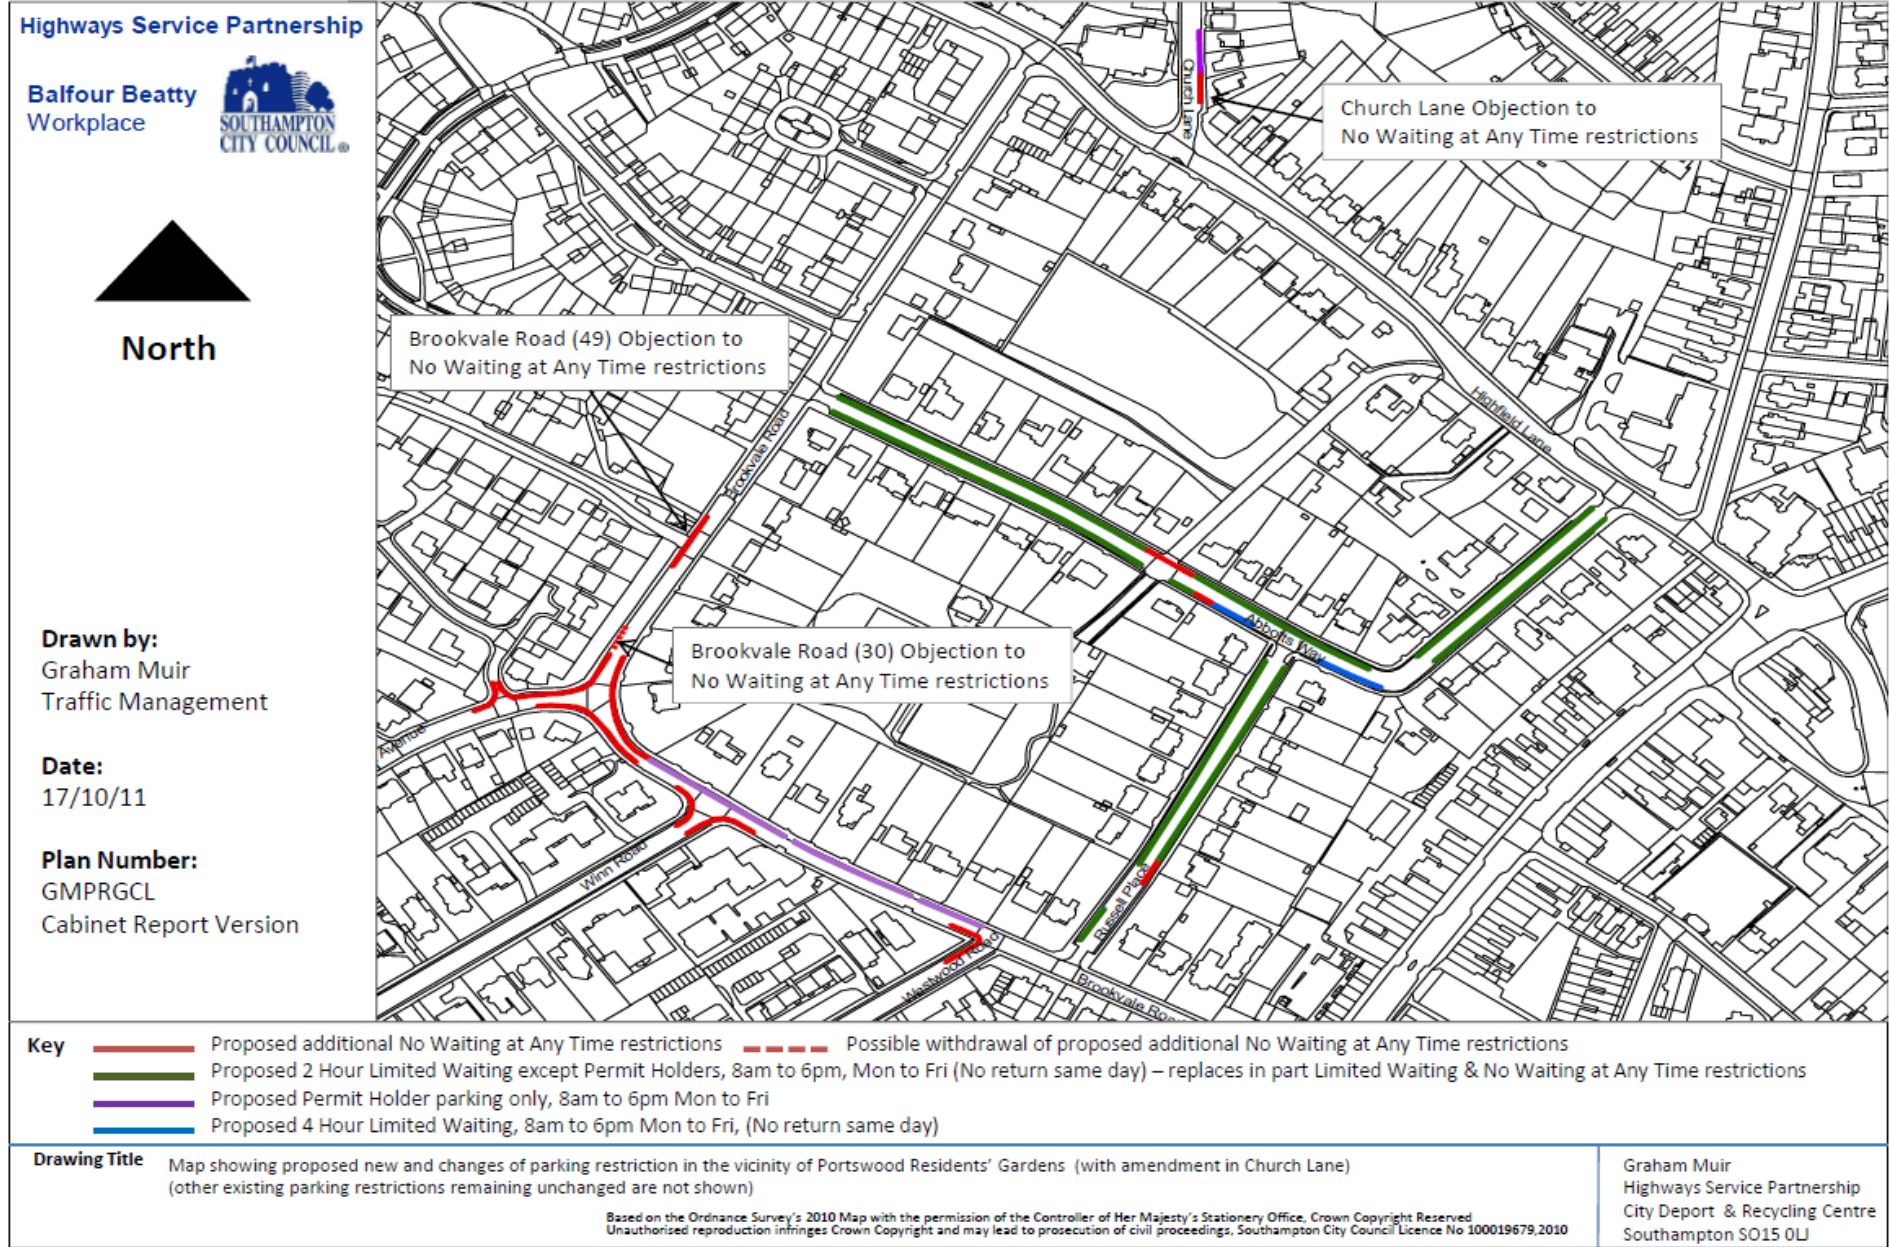 Highways Service Partnership
Balfour Beatty
Workplace
SOUTHAMPTON
CITY COUNCIL ®
North
Drawn by:
Graham Muir
Traffic Management
Date:
17/10/11
Plan Number:
GMPRGCL
Cabinet Report Version
Church Lane
Church Lane Objection to
No Waiting at Any Time restrictions
Brookvale Road (49) Objection to
No Waiting at Any Time restrictions
Brookvale Road
Highfield Lane
Abbotts Way
Brookvale Road (30) Objection to
No Waiting at Any Time restrictions
Avenue
Winn Road
Russell Place
Westwood Road
Brookvale Road
Key
Proposed additional No Waiting at Any Time restrictions
Possible withdrawal of proposed additional No Waiting at Any Time restrictions
Proposed 2 Hour Limited Waiting except Permit Holders, 8am to 6pm, Mon to Fri (No return same day) – replaces in part Limited Waiting & No Waiting at Any Time restrictions
Proposed Permit Holder parking only, 8am to 6pm Mon to Fri
Proposed 4 Hour Limited Waiting, 8am to 6pm Mon to Fri, (No return same day)
Drawing Title
Map showing proposed new and changes of parking restriction in the vicinity of Portswood Residents' Gardens (with amendment in Church Lane)
(other existing parking restrictions remaining unchanged are not shown)
Based on the Ordnance Survey's 2010 Map with the permission of the Controller of Her Majesty's Stationery Office, Crown Copyright Reserved
Unauthorised reproduction infringes Crown Copyright and may lead to prosecution of civil proceedings, Southampton City Council Licence No 100019679,2010
Graham Muir
Highways Service Partnership
City Deport & Recycling Centre
Southampton SO15 0LJ